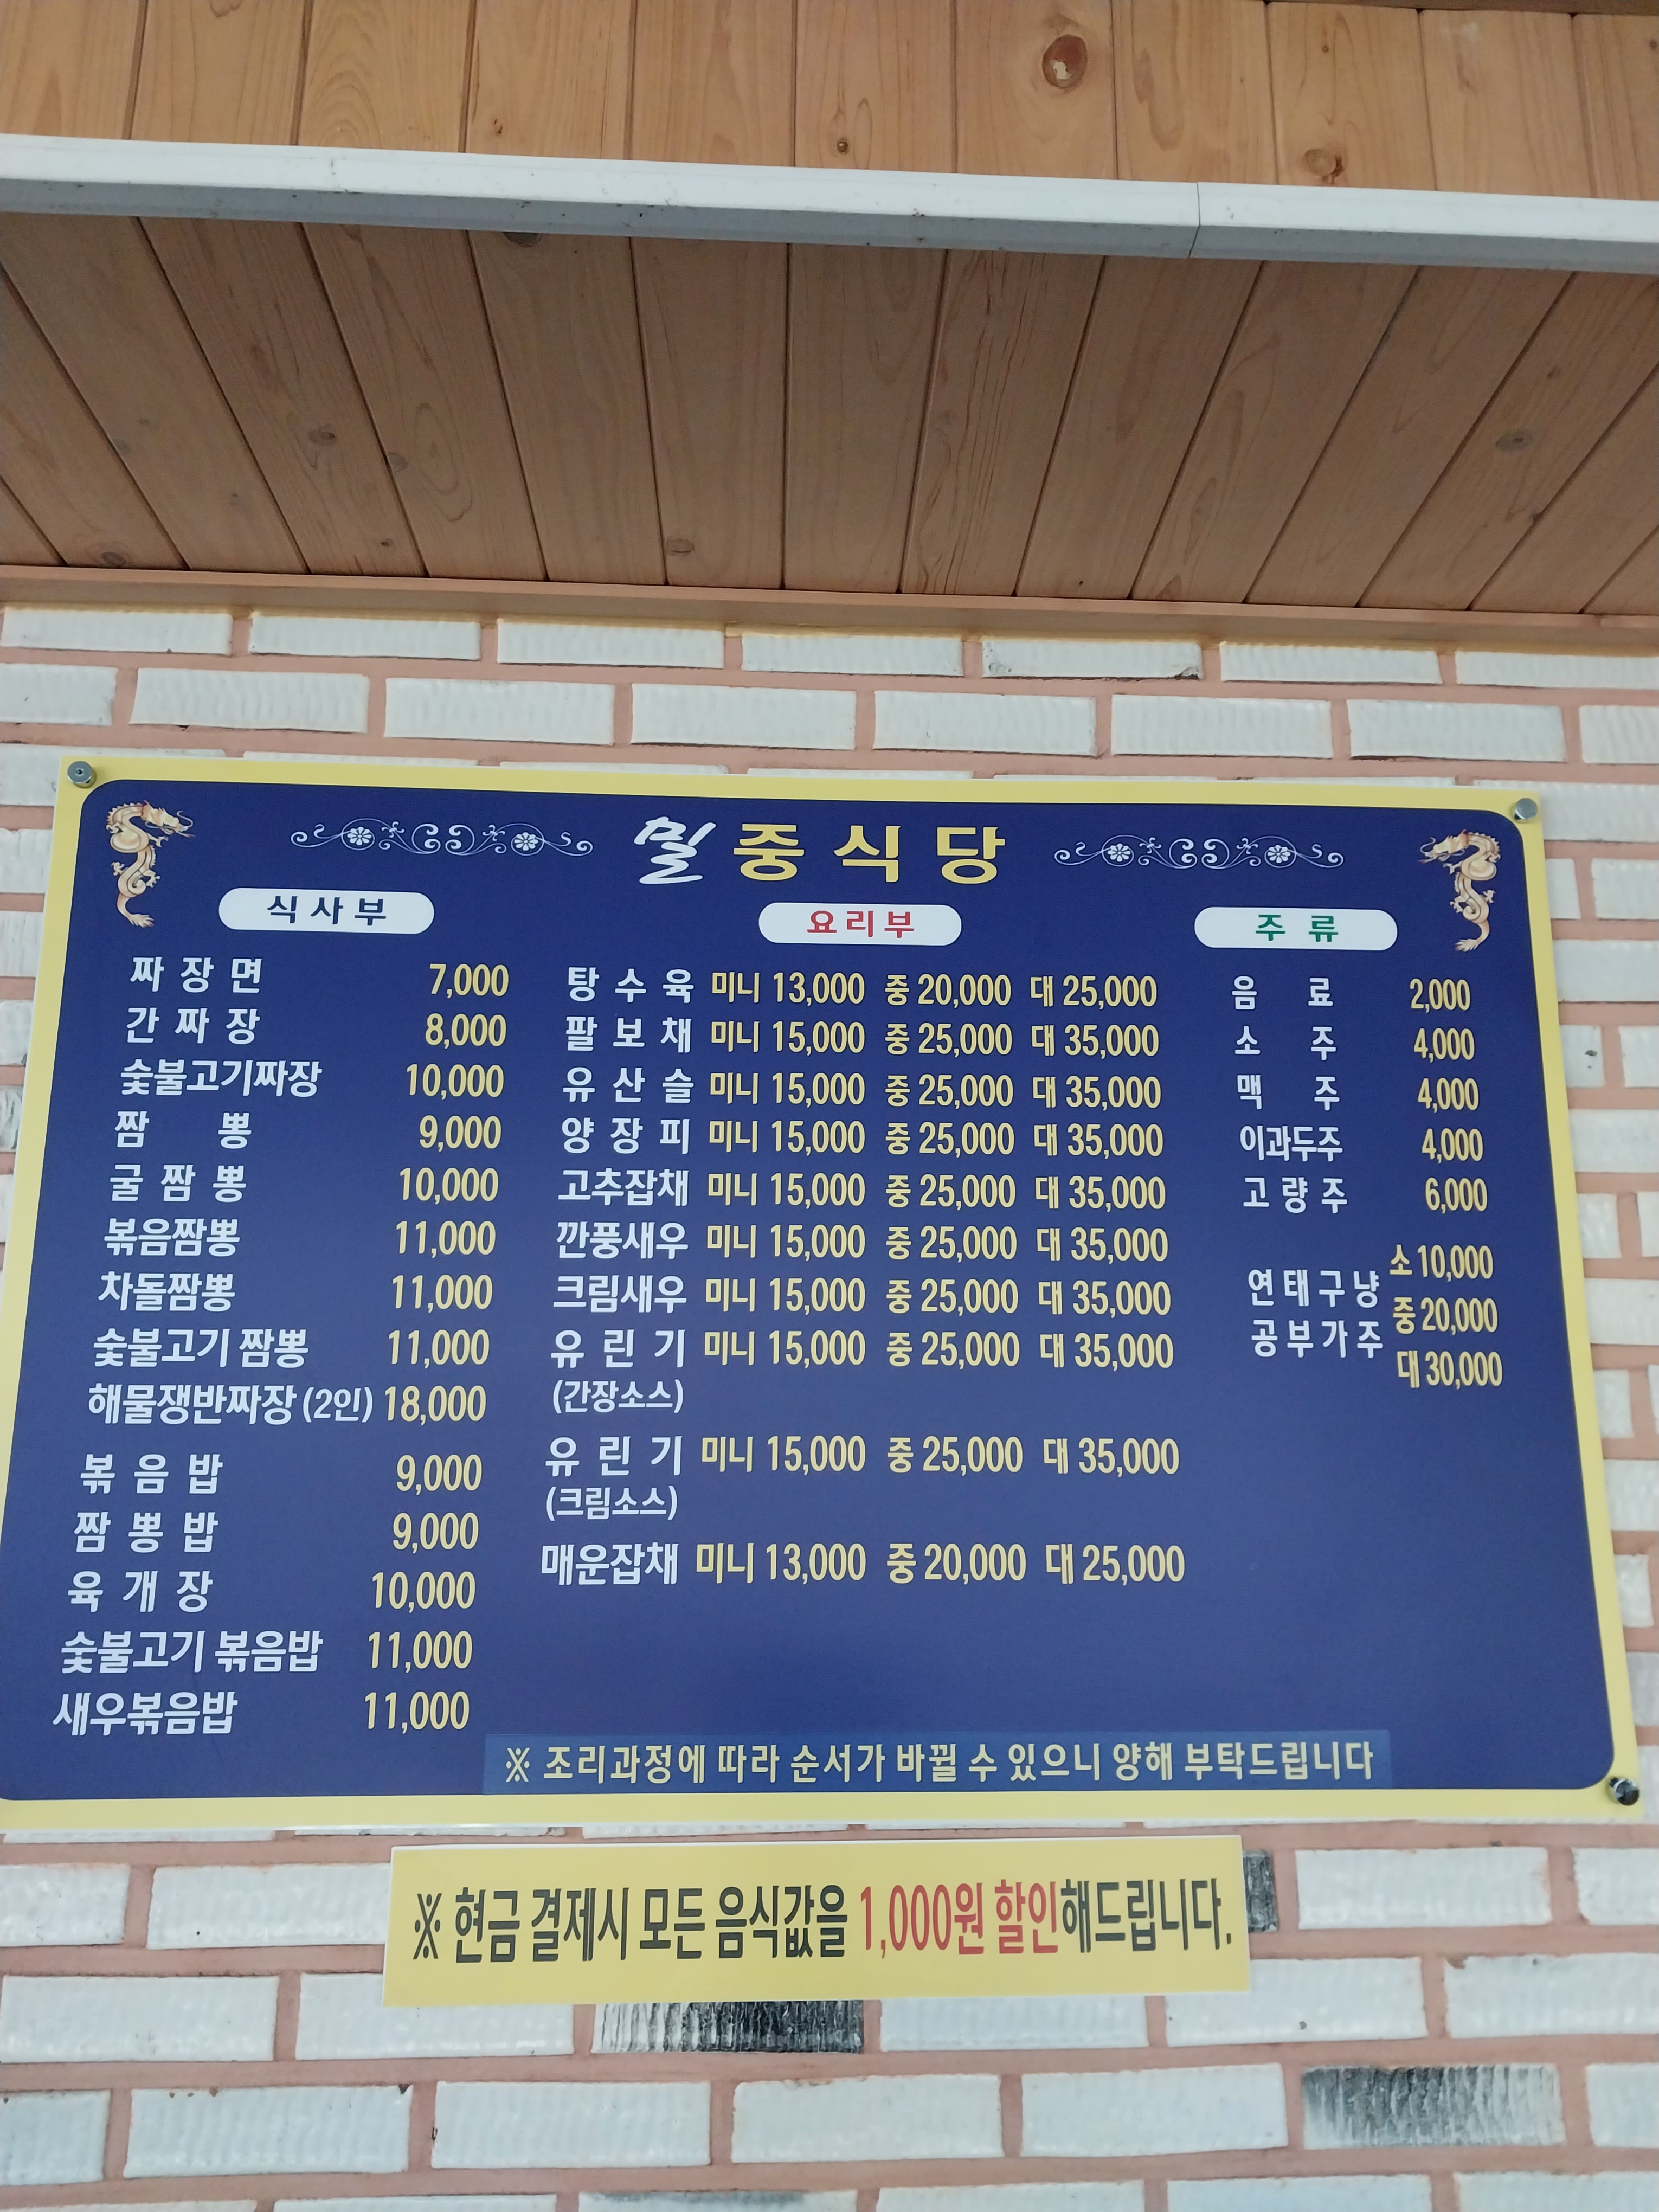 밀중식당
식사부
짜장면 7,000
간짜장 8,000
숯불고기짜장 10,000
짬뽕 9,000
굴짬뽕 10,000
볶음짬뽕 11,000
차돌짬뽕 11,000
숯불고기 짬뽕 11,000
해물쟁반짜장 (2인) 18,000
볶음밥 9,000
짬뽕밥 9,000
육개장 10,000
숯불고기 볶음밥 11,000
새우볶음밥 11,000
요리부
탕수육 미니 13,000 중 20,000 대 25,000
팔보채 미니 15,000 중 25,000 대 35,000
유산슬 미니 15,000 중 25,000 대 35,000
양장피 미니 15,000 중 25,000 대 35,000
고추잡채 미니 15,000 중 25,000 대 35,000
깐풍새우 미니 15,000 중 25,000 대 35,000
크림새우 미니 15,000 중 25,000 대 35,000
유린기 미니 15,000 중 25,000 대 35,000
(간장소스)
유린기 미니 15,000 중 25,000 대 35,000
(크림소스)
매운잡채 미니 13,000 중 20,000 대 25,000
주류
음료 2,000
소주 4,000
맥주 4,000
이과두주 4,000
고량주 6,000
연태구냥
공부가주
소 10,000
중 20,000
대 30,000
※ 조리과정에 따라 순서가 바뀔 수 있으니 양해 부탁드립니다
※ 현금 결제시 모든 음식값을 1,000원 할인해드립니다.